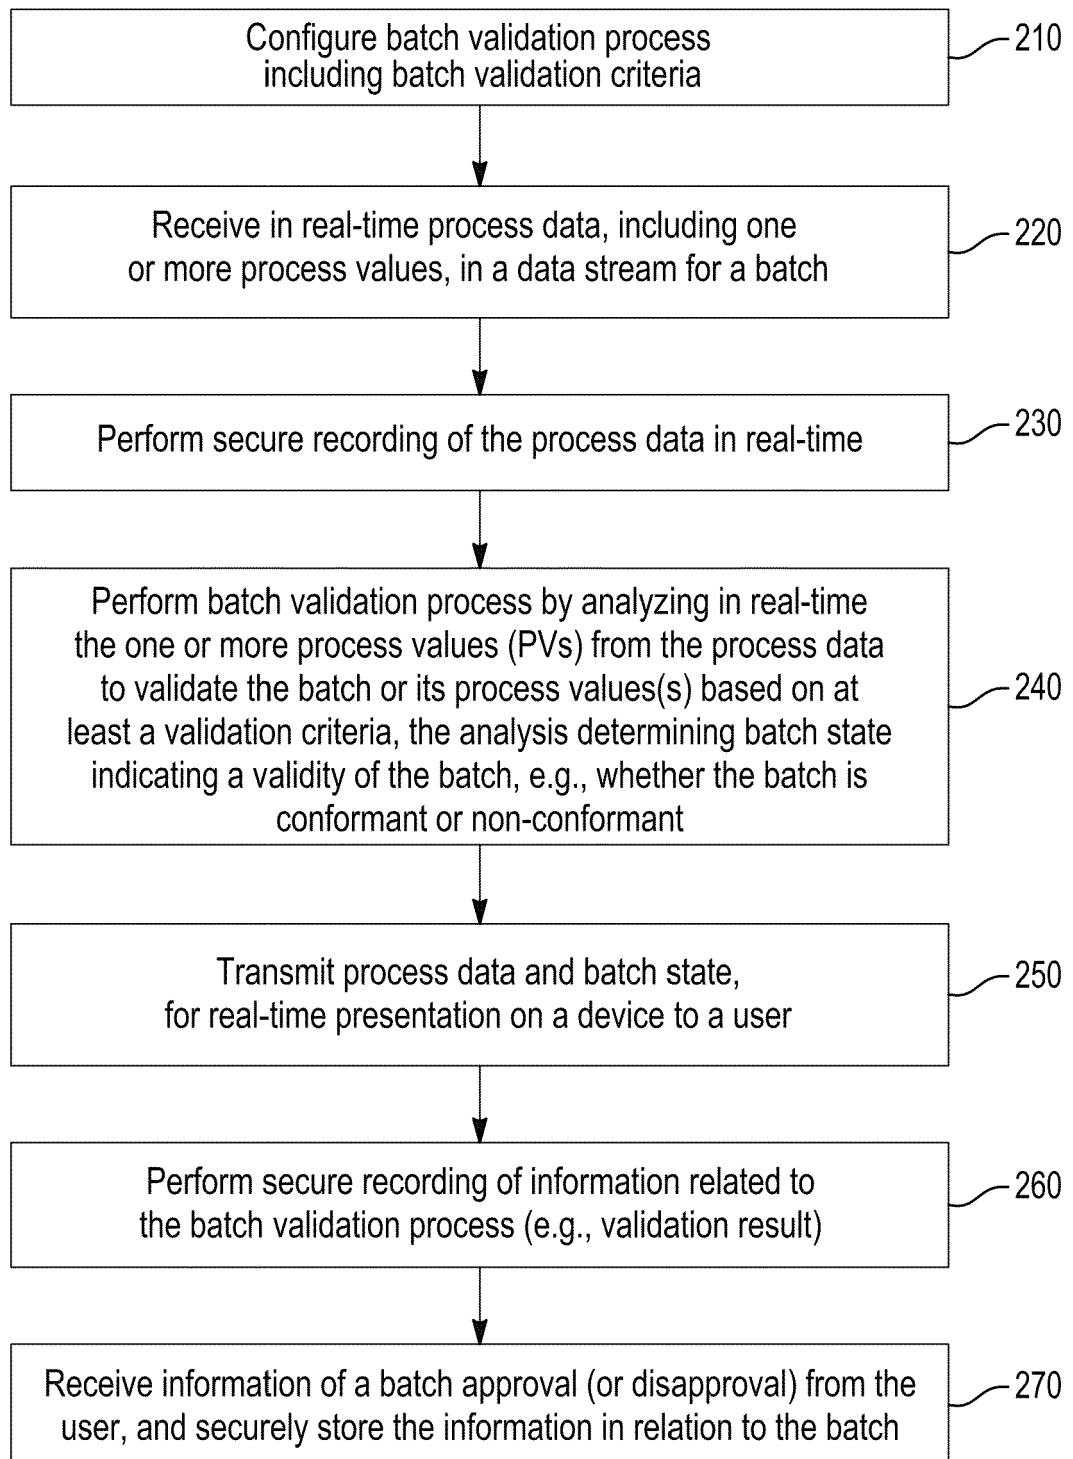 Configure batch validation process
including batch validation criteria
210
Receive in real-time process data, including one
or more process values, in a data stream for a batch
220
Perform secure recording of the process data in real-time
230
Perform batch validation process by analyzing in real-time
the one or more process values (PVs) from the process data
to validate the batch or its process values(s) based on at
least a validation criteria, the analysis determining batch state
indicating a validity of the batch, e.g., whether the batch is
conformant or non-conformant
240
Transmit process data and batch state,
for real-time presentation on a device to a user
250
Perform secure recording of information related to
the batch validation process (e.g., validation result)
260
Receive information of a batch approval (or disapproval) from the
user, and securely store the information in relation to the batch
270